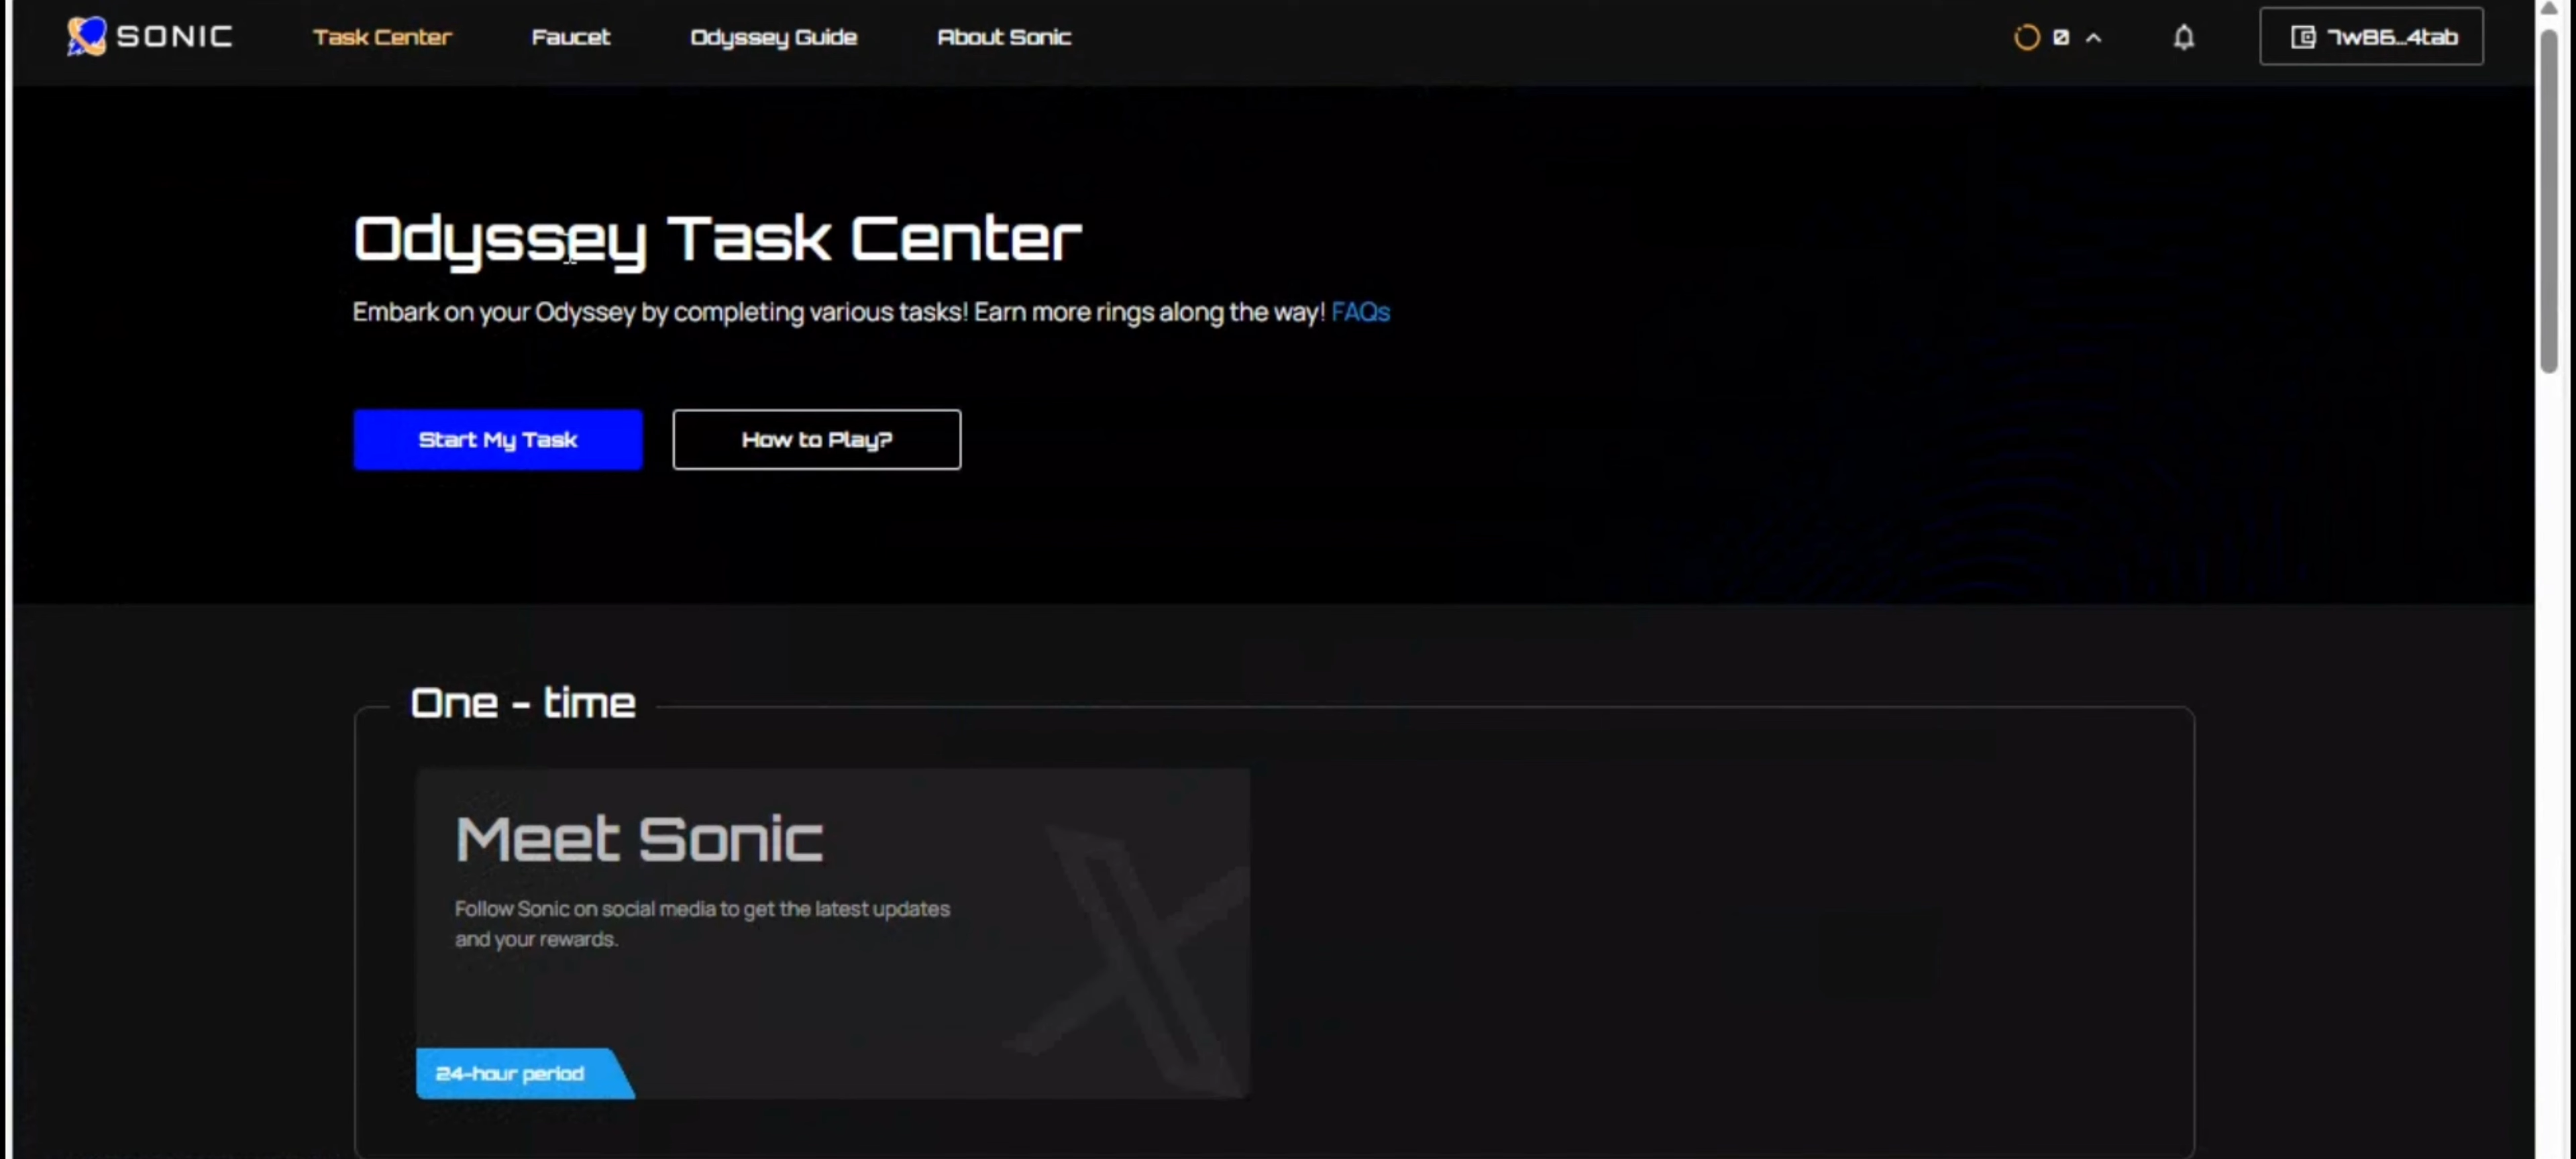 SONIC
Task Center
Faucet
Odyssey Guide
About Sonic
0
7wB6...4tab
Odyssey Task Center
Embark on your Odyssey by completing various tasks! Earn more rings along the way! FAQs
Start My Task
How to Play?
One - time
Meet Sonic
Follow Sonic on social media to get the latest updates
and your rewards.
24-hour period